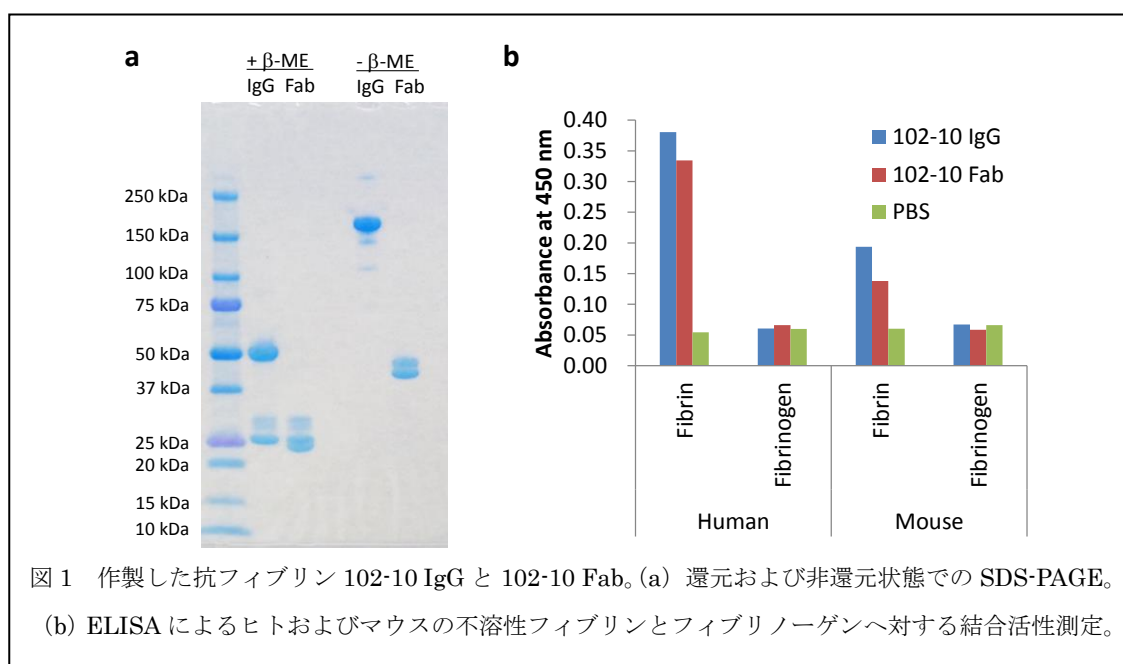 a
+ β-ME
- β-ME
IgG Fab
IgG Fab
250 kDa
150 kDa
100 kDa
75 kDa
50 kDa
37 kDa
25 kDa
20 kDa
15 kDa
10 kDa
b
Absorbance at 450 nm
0.40
0.35
0.30
0.25
0.20
0.15
0.10
0.05
0.00
102-10 IgG
102-10 Fab
PBS
Fibrin
Fibrinogen
Fibrin
Fibrinogen
Human
Mouse
図 1 作製した抗フィブリン 102-10 IgG と 102-10 Fab。(a) 還元および非還元状態での SDS-PAGE。
(b) ELISA によるヒトおよびマウスの不溶性フィブリンとフィブリノーゲンへ対する結合活性測定。